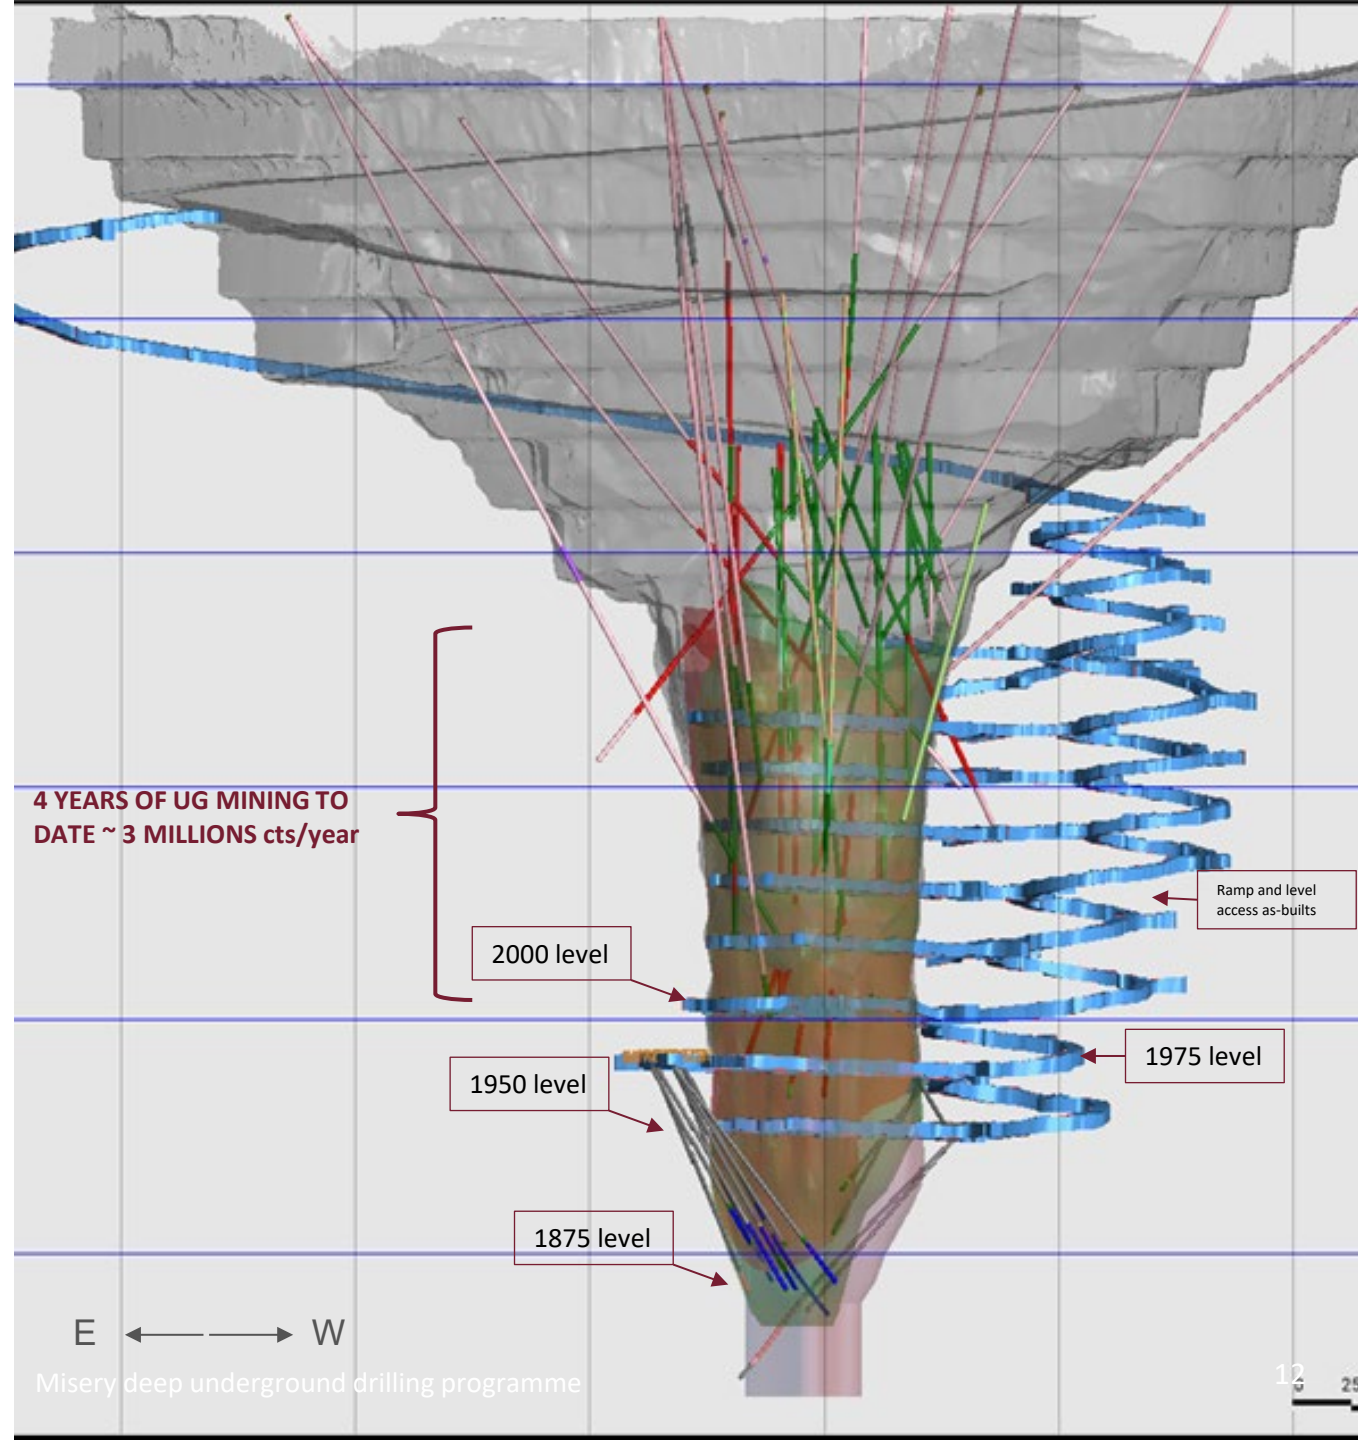 4 YEARS OF UG MINING TO
DATE ~ 3 MILLIONS cts/year
Ramp and level
access as-builts
2000 level
1975 level
1950 level
1875 level
E W
Misery deep underground drilling programme
12